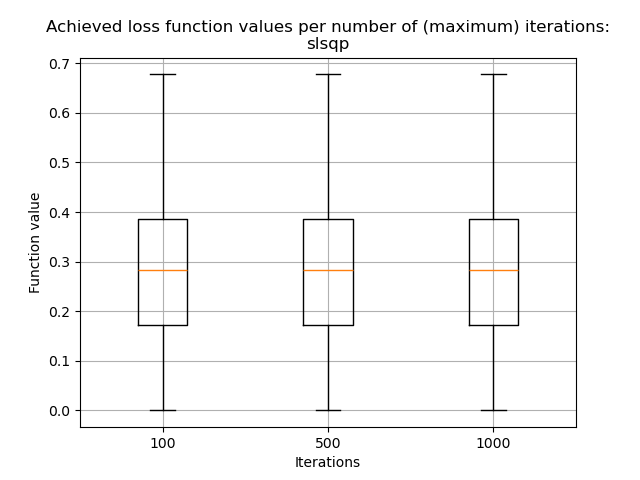 Achieved loss function values per number of (maximum) iterations:
slsqp
0.7
0.6
0.5
0.4
0.3
0.2
0.1
0.0
Function value
100 500 1000
Iterations